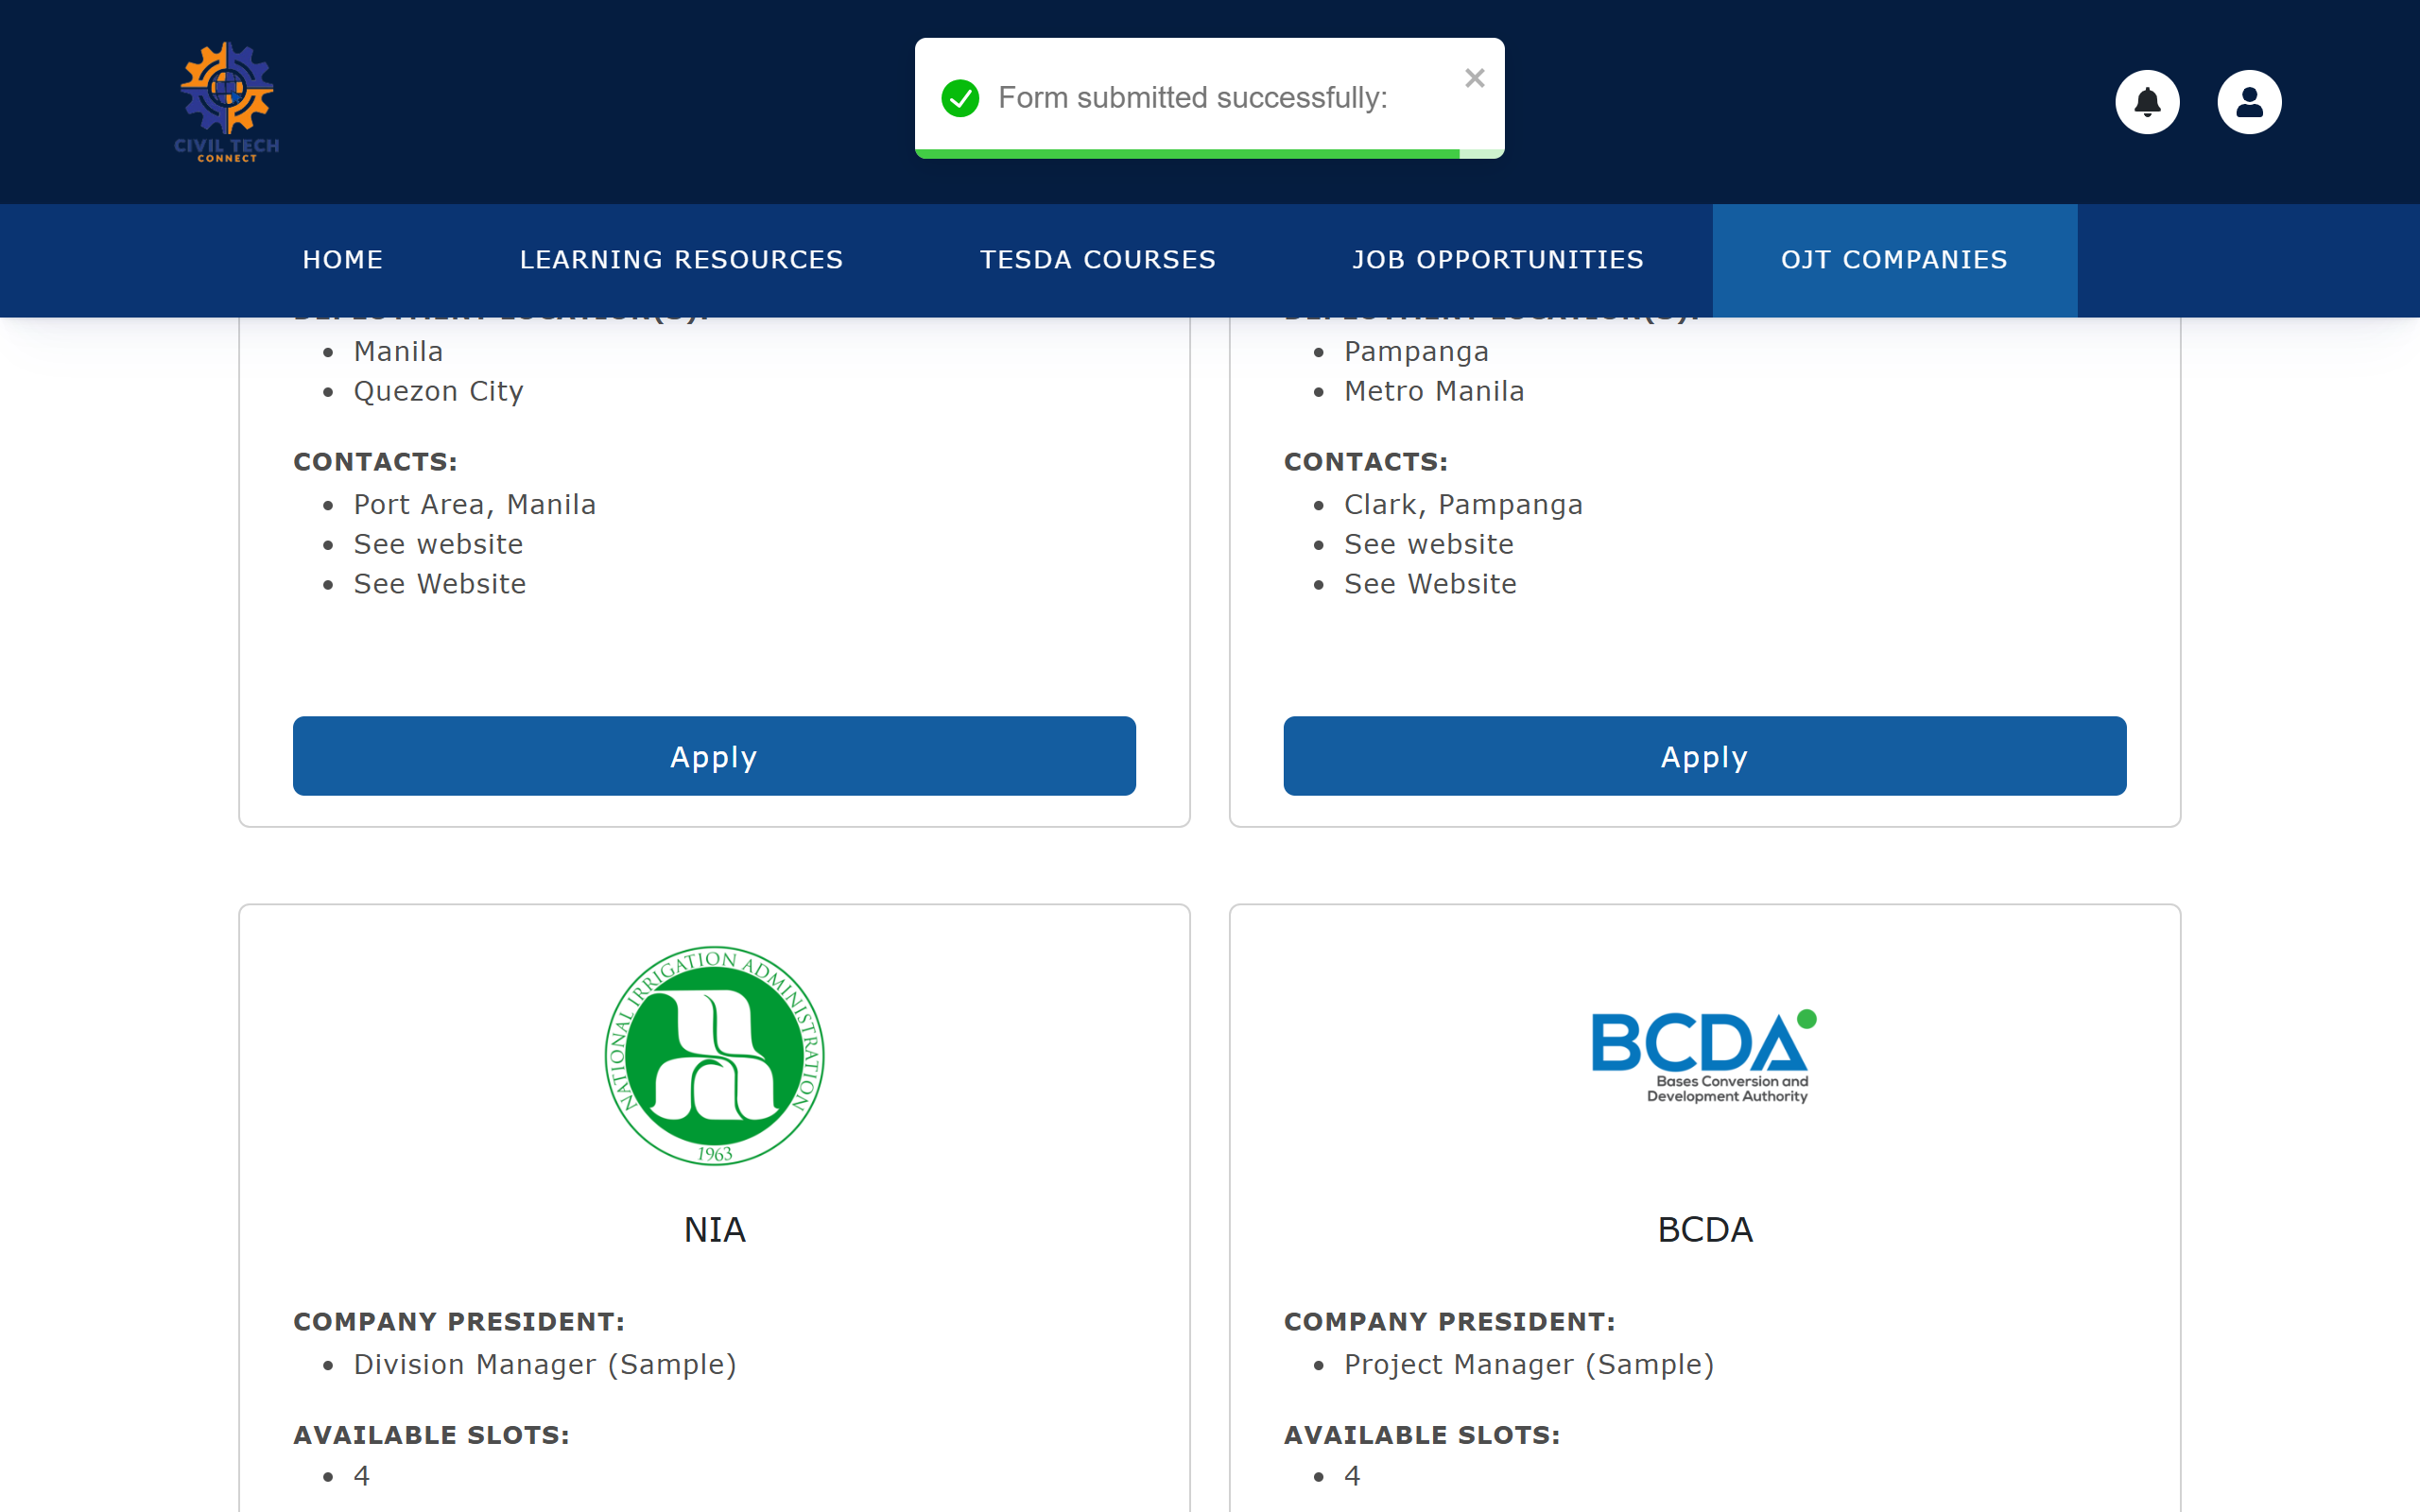 CIVIL TECH
CONNECT
Form submitted successfully:
HOME
LEARNING RESOURCES
TESDA COURSES
JOB OPPORTUNITIES
OJT COMPANIES
Manila
Quezon City
CONTACTS:
Port Area, Manila
See website
See Website
Apply
Pampanga
Metro Manila
CONTACTS:
Clark, Pampanga
See website
See Website
Apply
NATIONAL IRRIGATION ADMINISTRATION
1963
NIA
COMPANY PRESIDENT:
Division Manager (Sample)
AVAILABLE SLOTS:
4
BCDA
Bases Conversion and
Development Authority
BCDA
COMPANY PRESIDENT:
Project Manager (Sample)
AVAILABLE SLOTS:
4